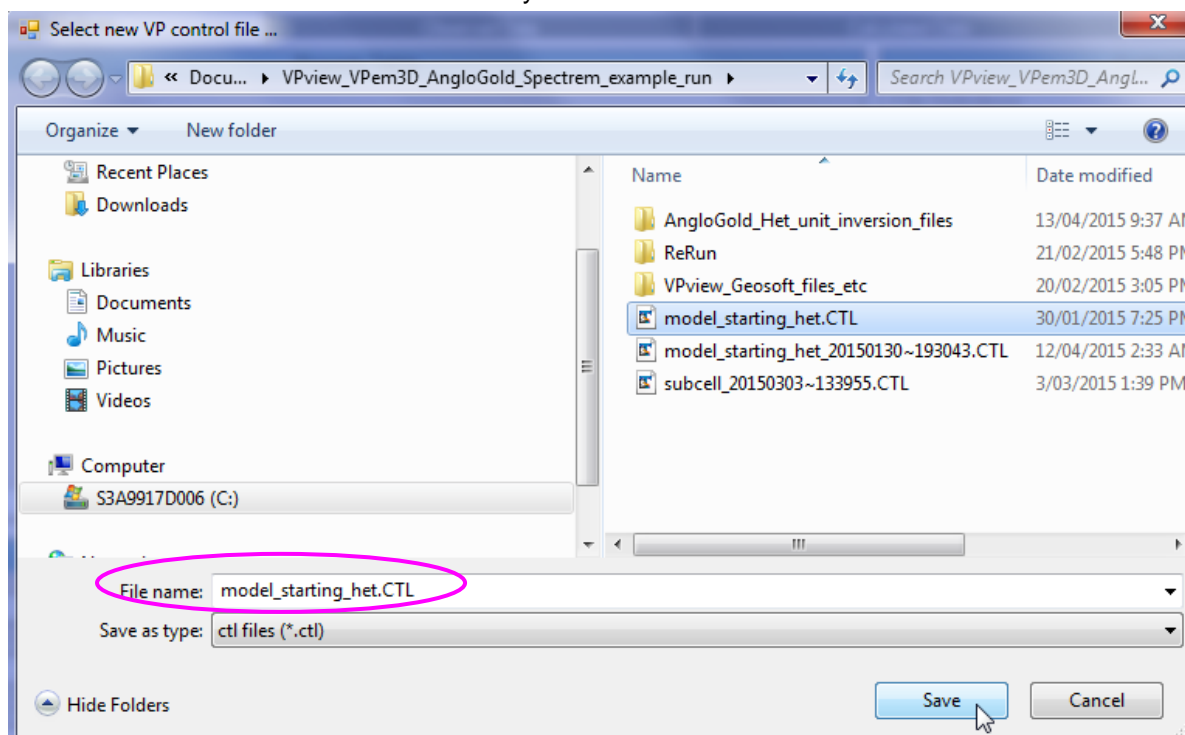 Select new VP control file ...
« Docu... ▸ VPview_VPem3D_AngloGold_Spectrem_example_run ▸
Search VPview_VPem3D_Angl...
Organize New folder
Recent Places
Downloads
Libraries
Documents
Music
Pictures
Videos
Computer
S3A9917D006 (C:)
Name Date modified
AngloGold_Het_unit_inversion_files 13/04/2015 9:37 AM
ReRun 21/02/2015 5:48 PM
VPview_Geosoft_files_etc 20/02/2015 3:05 PM
model_starting_het.CTL 30/01/2015 7:25 PM
model_starting_het_20150130~193043.CTL 12/04/2015 2:33 AM
subcell_20150303~133955.CTL 3/03/2015 1:39 PM
File name: model_starting_het.CTL
Save as type: ctl files (*.ctl)
Hide Folders Save Cancel